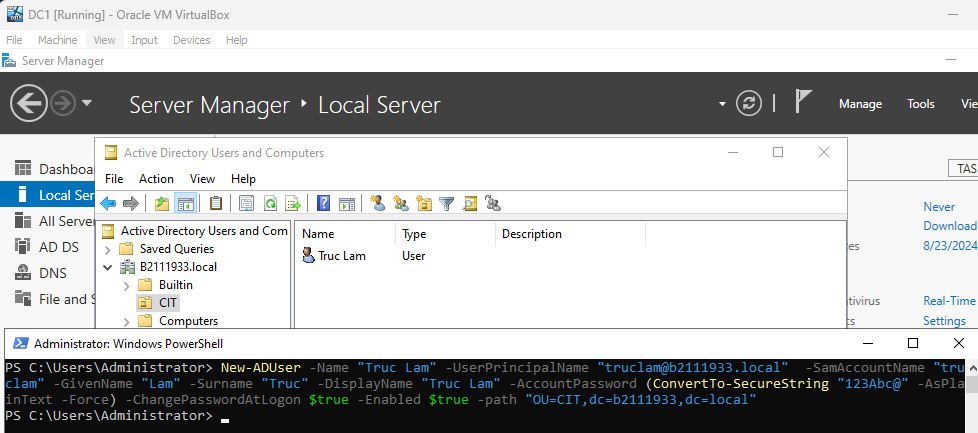 DC1 [Running] - Oracle VM VirtualBox
File Machine View Input Devices Help
Server Manager
Server Manager • Local Server
Manage Tools Vie
Active Directory Users and Computers
File Action View Help
Dashboa
Local Ser
All Server
AD DS
DNS
File and S
Active Directory Users and Com
Saved Queries
B2111933.local
Builtin
CIT
Computers
Name Type Description
Truc Lam User
TAS
Never
Download
8/23/2024
ces
tivirus
Real-Time
Settings
Administrator: Windows PowerShell
PS C:\Users\Administrator> New-ADUser -Name "Truc Lam" -UserPrincipalName "truclam@b2111933.local"  -SamAccountName "tru
clam" -GivenName "Lam" -Surname "Truc" -DisplayName "Truc Lam" -AccountPassword (ConvertTo-SecureString "123Abc@" -AsPla
inText -Force) -ChangePasswordAtLogon $true -Enabled $true -path "OU=CIT,dc=b2111933,dc=local"
PS C:\Users\Administrator> _